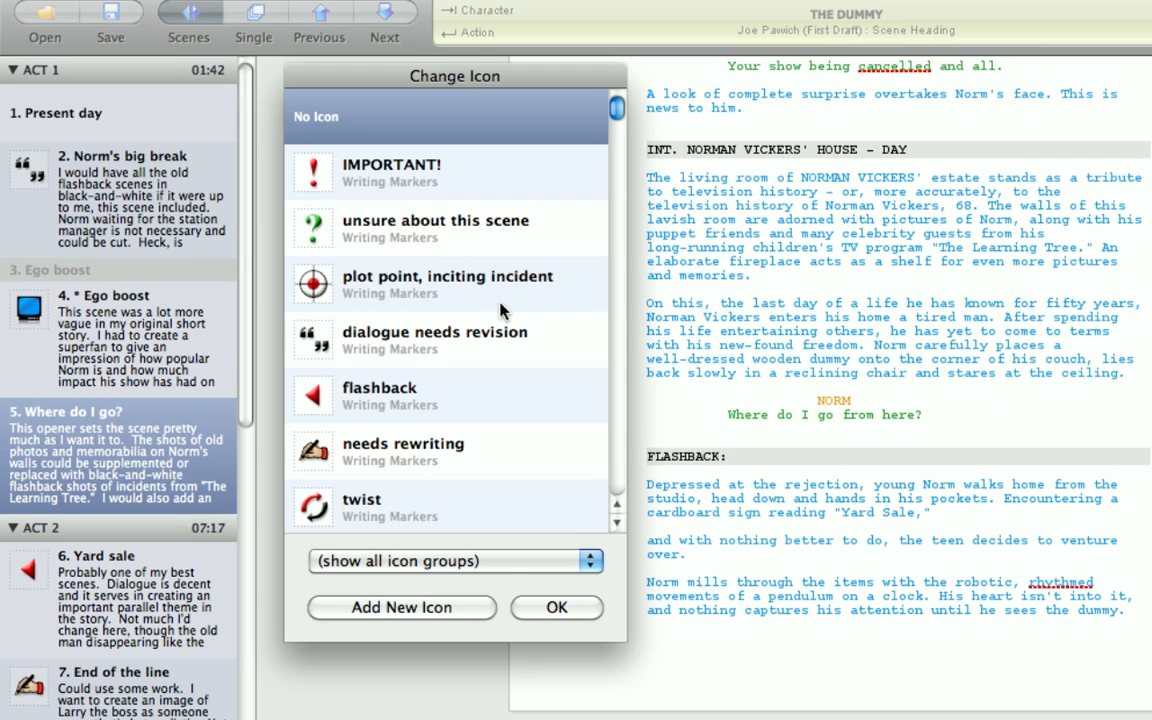 Open
Save
Scenes
Single
Previous
Next
Character
Action
THE DUMMY
Joe Pawich (First Draft) : Scene Heading
ACT 1
01:42
1. Present day
2. Norm's big break
I would have all the old
flashback scenes in
black-and-white if it were up
to me, this scene included.
Norm waiting for the station
manager is not necessary and
could be cut. Heck, is
3. Ego boost
4. * Ego boost
This scene was a lot more
vague in my original short
story. I had to create a
superfan to give an
impression of how popular
Norm is and how much
impact his show has had on
5. Where do I go?
This opener sets the scene pretty
much as I want it to. The shots of old
photos and memorabilia on Norm's
walls could be supplemented or
replaced with black-and-white
flashback shots of incidents from "The
Learning Tree." I would also add an
ACT 2
07:17
6. Yard sale
Probably one of my best
scenes. Dialogue is decent
and it serves in creating an
important parallel theme in
the story. Not much I'd
change here, though the old
man disappearing like the
7. End of the line
Could use some work. I
want to create an image of
Larry the boss as someone
Change Icon
No Icon
IMPORTANT!
Writing Markers
unsure about this scene
Writing Markers
plot point, inciting incident
Writing Markers
dialogue needs revision
Writing Markers
flashback
Writing Markers
needs rewriting
Writing Markers
twist
Writing Markers
(show all icon groups)
Add New Icon
OK
Your show being cancelled and all.
A look of complete surprise overtakes Norm's face. This is
news to him.
INT. NORMAN VICKERS' HOUSE - DAY
The living room of NORMAN VICKERS' estate stands as a tribute
to television history - or, more accurately, to the
television history of Norman Vickers, 68. The walls of this
lavish room are adorned with pictures of Norm, along with his
puppet friends and many celebrity guests from his
long-running children's TV program "The Learning Tree." An
elaborate fireplace acts as a shelf for even more pictures
and memories.
On this, the last day of a life he has known for fifty years,
Norman Vickers enters his home a tired man. After spending
his life entertaining others, he has yet to come to terms
with his new-found freedom. Norm carefully places a
well-dressed wooden dummy onto the corner of his couch, lies
back slowly in a reclining chair and stares at the ceiling.
NORM
Where do I go from here?
FLASHBACK:
Depressed at the rejection, young Norm walks home from the
studio, head down and hands in his pockets. Encountering a
cardboard sign reading "Yard Sale,"
and with nothing better to do, the teen decides to venture
over.
Norm mills through the items with the robotic, rhythmed
movements of a pendulum on a clock. His heart isn't into it,
and nothing captures his attention until he sees the dummy.